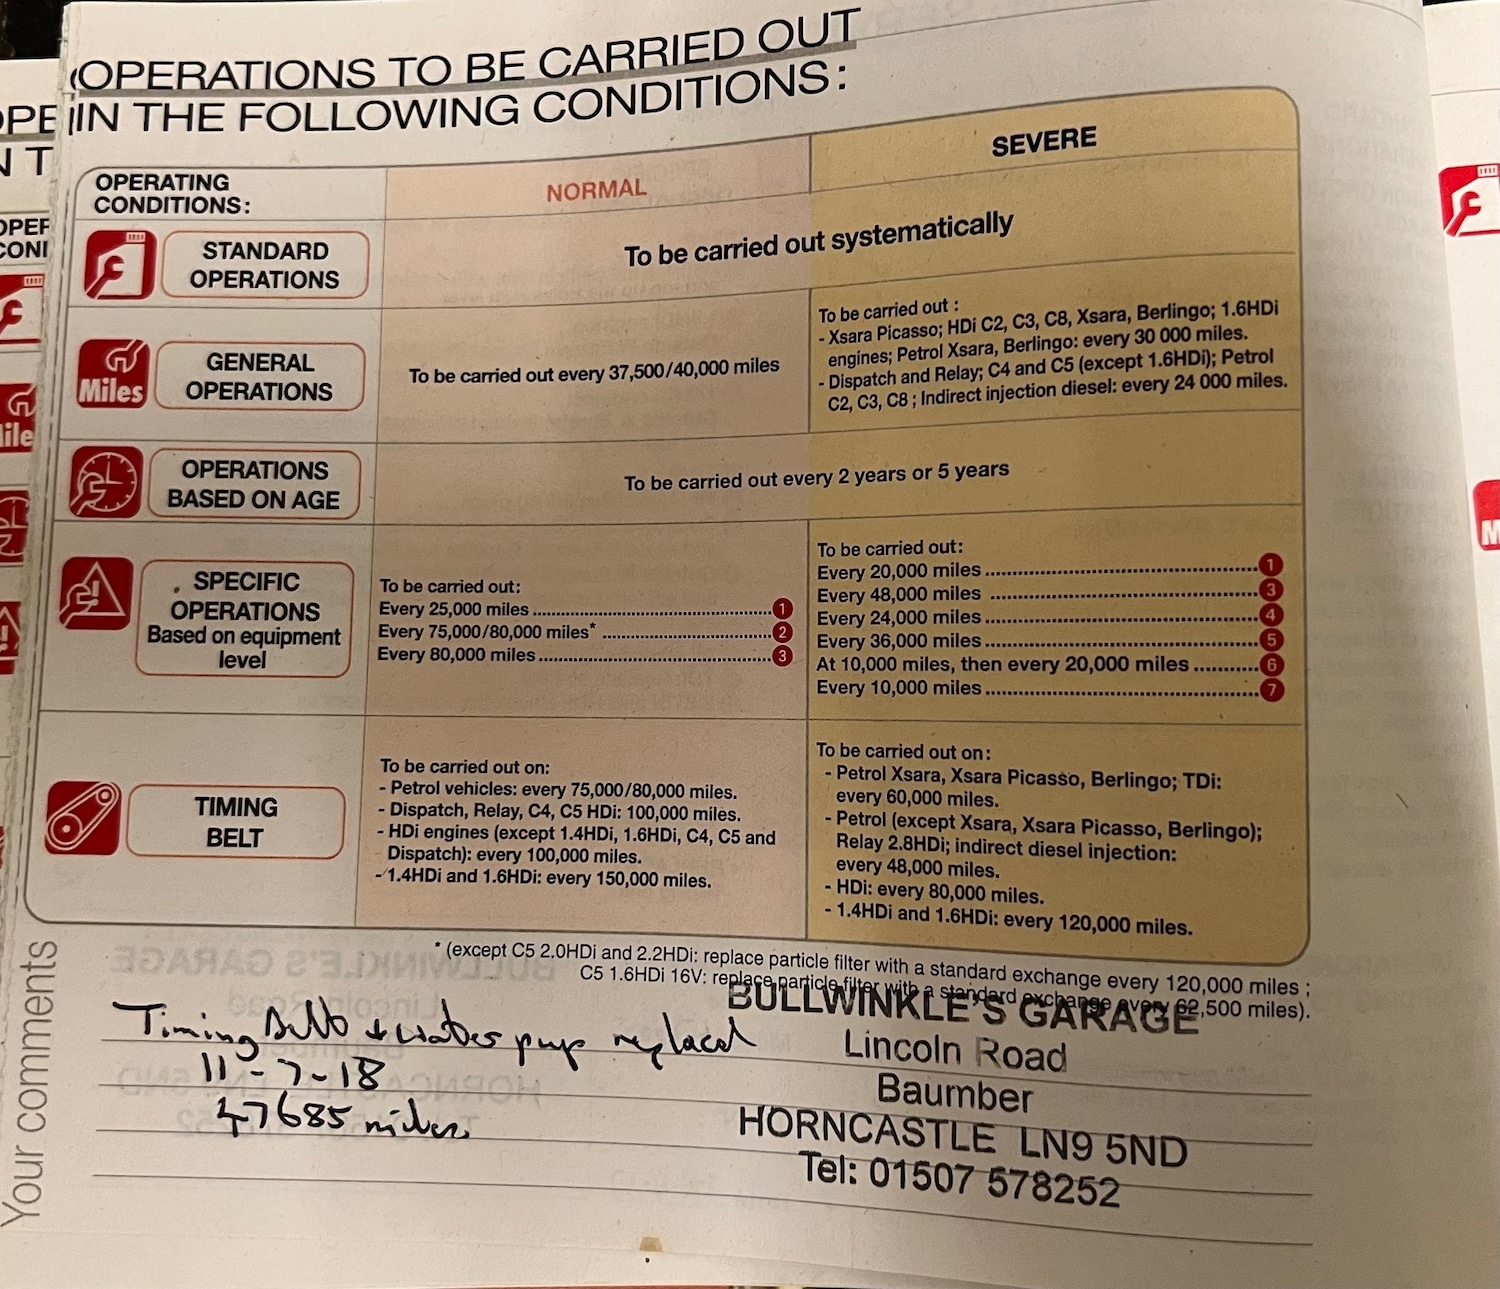 OPERATIONS TO BE CARRIED OUT
IN THE FOLLOWING CONDITIONS:
OPERATING
CONDITIONS:
NORMAL
SEVERE
STANDARD
OPERATIONS
To be carried out systematically
Miles
GENERAL
OPERATIONS
To be carried out every 37,500/40,000 miles
To be carried out :
- Xsara Picasso; HDi C2, C3, C8, Xsara, Berlingo; 1.6HDi
engines; Petrol Xsara, Berlingo: every 30 000 miles.
- Dispatch and Relay; C4 and C5 (except 1.6HDi); Petrol
C2, C3, C8 ; Indirect injection diesel: every 24 000 miles.
OPERATIONS
BASED ON AGE
To be carried out every 2 years or 5 years
SPECIFIC
OPERATIONS
Based on equipment
level
To be carried out:
Every 25,000 miles 1
Every 75,000/80,000 miles* 2
Every 80,000 miles 3
To be carried out:
Every 20,000 miles 1
Every 48,000 miles 3
Every 24,000 miles 4
Every 36,000 miles 5
At 10,000 miles, then every 20,000 miles 6
Every 10,000 miles 7
TIMING
BELT
To be carried out on:
- Petrol vehicles: every 75,000/80,000 miles.
- Dispatch, Relay, C4, C5 HDi: 100,000 miles.
- HDi engines (except 1.4HDi, 1.6HDi, C4, C5 and
Dispatch): every 100,000 miles.
- 1.4HDi and 1.6HDi: every 150,000 miles.
To be carried out on:
- Petrol Xsara, Xsara Picasso, Berlingo; TDi:
every 60,000 miles.
- Petrol (except Xsara, Xsara Picasso, Berlingo);
Relay 2.8HDi; indirect diesel injection:
every 48,000 miles.
- HDi: every 80,000 miles.
- 1.4HDi and 1.6HDi: every 120,000 miles.
* (except C5 2.0HDi and 2.2HDi: replace particle filter with a standard exchange every 120,000 miles ;
C5 1.6HDi 16V: replace particle filter with a standard exchange every 62,500 miles).
Your comments
Timing Belt + water pump replaced
11-7-18
47685 miles
BULLWINKLE'S GARAGE
Lincoln Road
Baumber
HORNCASTLE LN9 5ND
Tel: 01507 578252